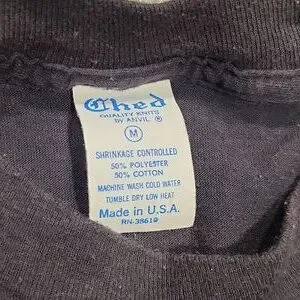 Ched
QUALITY KNITS
BY ANVIL ®
M
SHRINKAGE CONTROLLED
50% POLYESTER
50% COTTON
MACHINE WASH COLD WATER
TUMBLE DRY LOW HEAT
Made in U.S.A.
RN-38619